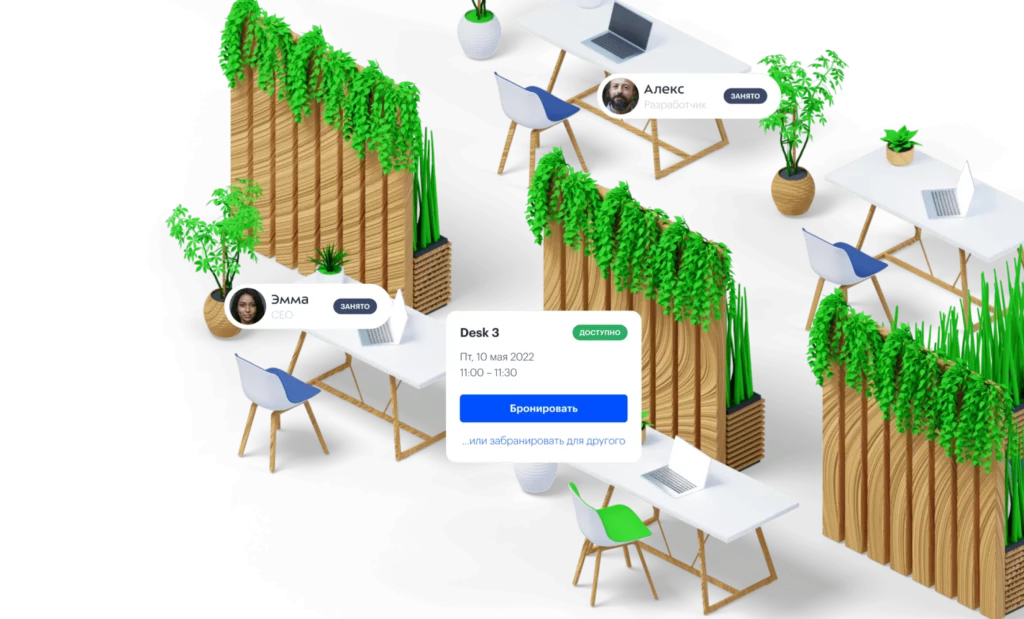 Алекс
Разработчик
ЗАНЯТО
Эмма
CEO
ЗАНЯТО
Desk 3
ДОСТУПНО
Пт, 10 мая 2022
11:00 – 11:30
Бронировать
...или забранировать для другого